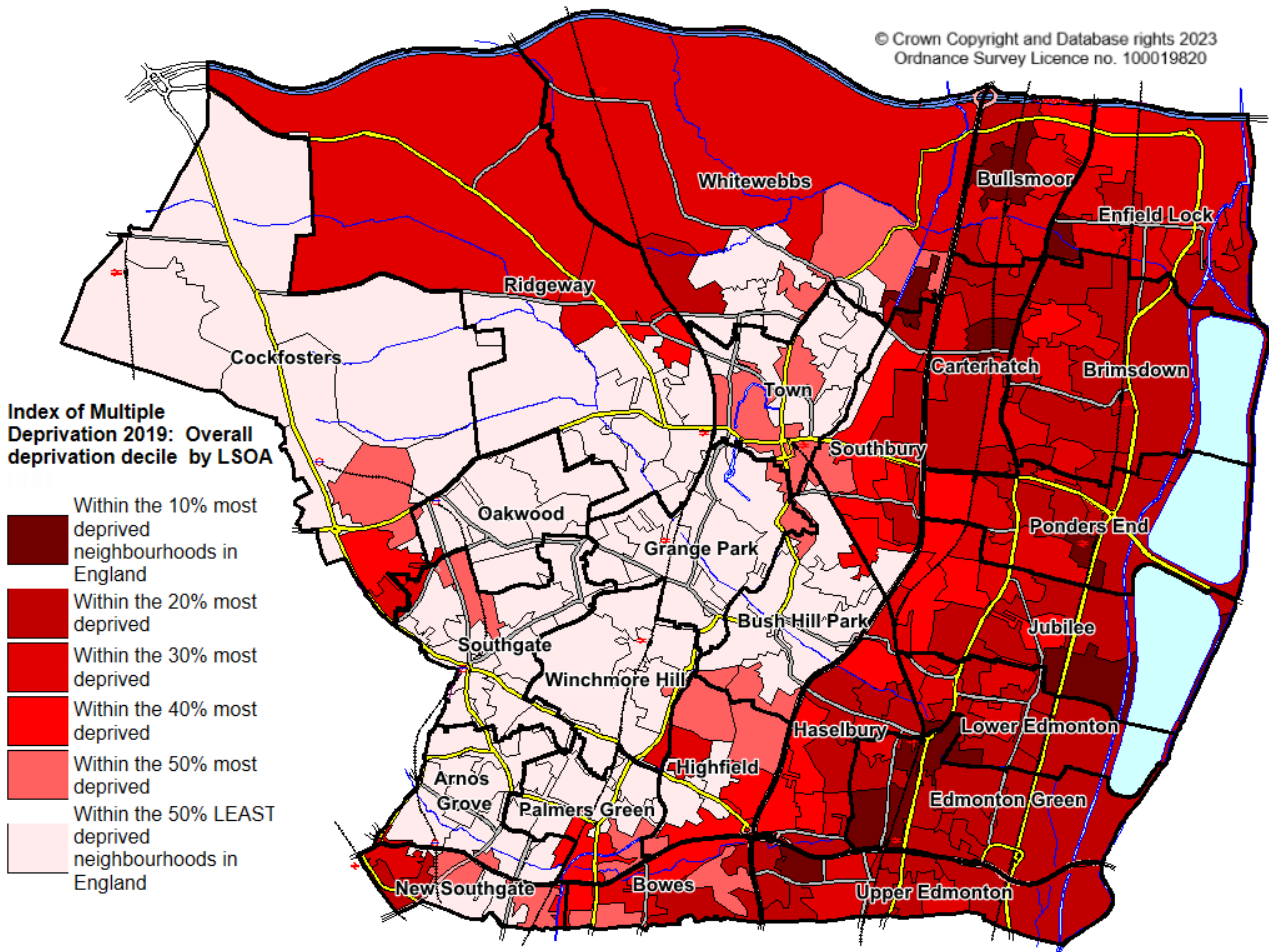 © Crown Copyright and Database rights 2023
Ordnance Survey Licence no. 100019820
Whitewebbs
Bullsmoor
Enfield Lock
Ridgeway
Cockfosters
Carterhatch
Brimsdown
Town
Southbury
Index of Multiple
Deprivation 2019: Overall
deprivation decile by LSOA
Within the 10% most
deprived
neighbourhoods in
England
Within the 20% most
deprived
Within the 30% most
deprived
Within the 40% most
deprived
Within the 50% most
deprived
Within the 50% LEAST
deprived
neighbourhoods in
England
Oakwood
Ponders End
Grange Park
Bush Hill Park
Jubilee
Southgate
Winchmore Hill
Haselbury
Lower Edmonton
Highfield
Arnos
Grove
Palmers Green
Edmonton Green
New Southgate
Bowes
Upper Edmonton